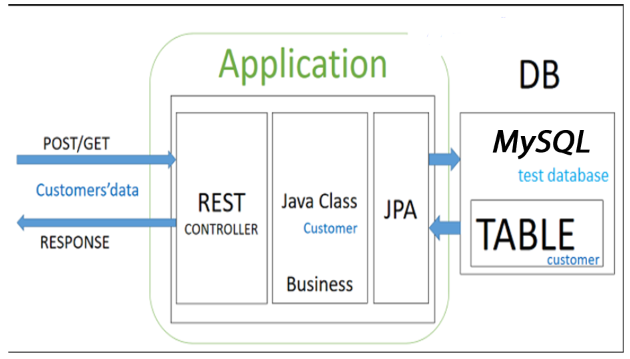 Application
DB
POST/GET
Customers'data
RESPONSE
REST
CONTROLLER
Java Class
Customer
Business
JPA
MySQL
test database
TABLE
customer